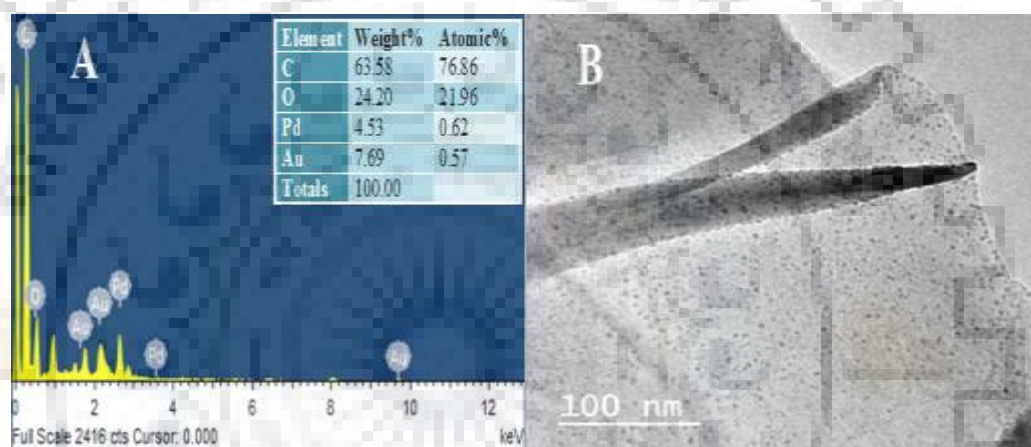 A
Element Weight% Atomic%
C 63.58 76.86
O 24.20 21.96
Pd 4.53 0.62
Au 7.69 0.57
Totals 100.00
C
O
Au
Au
Pd
Pd
Au
0 2 4 6 8 10 12
Full Scale 2416 cts Cursor: 0.000 keV
B
100 nm